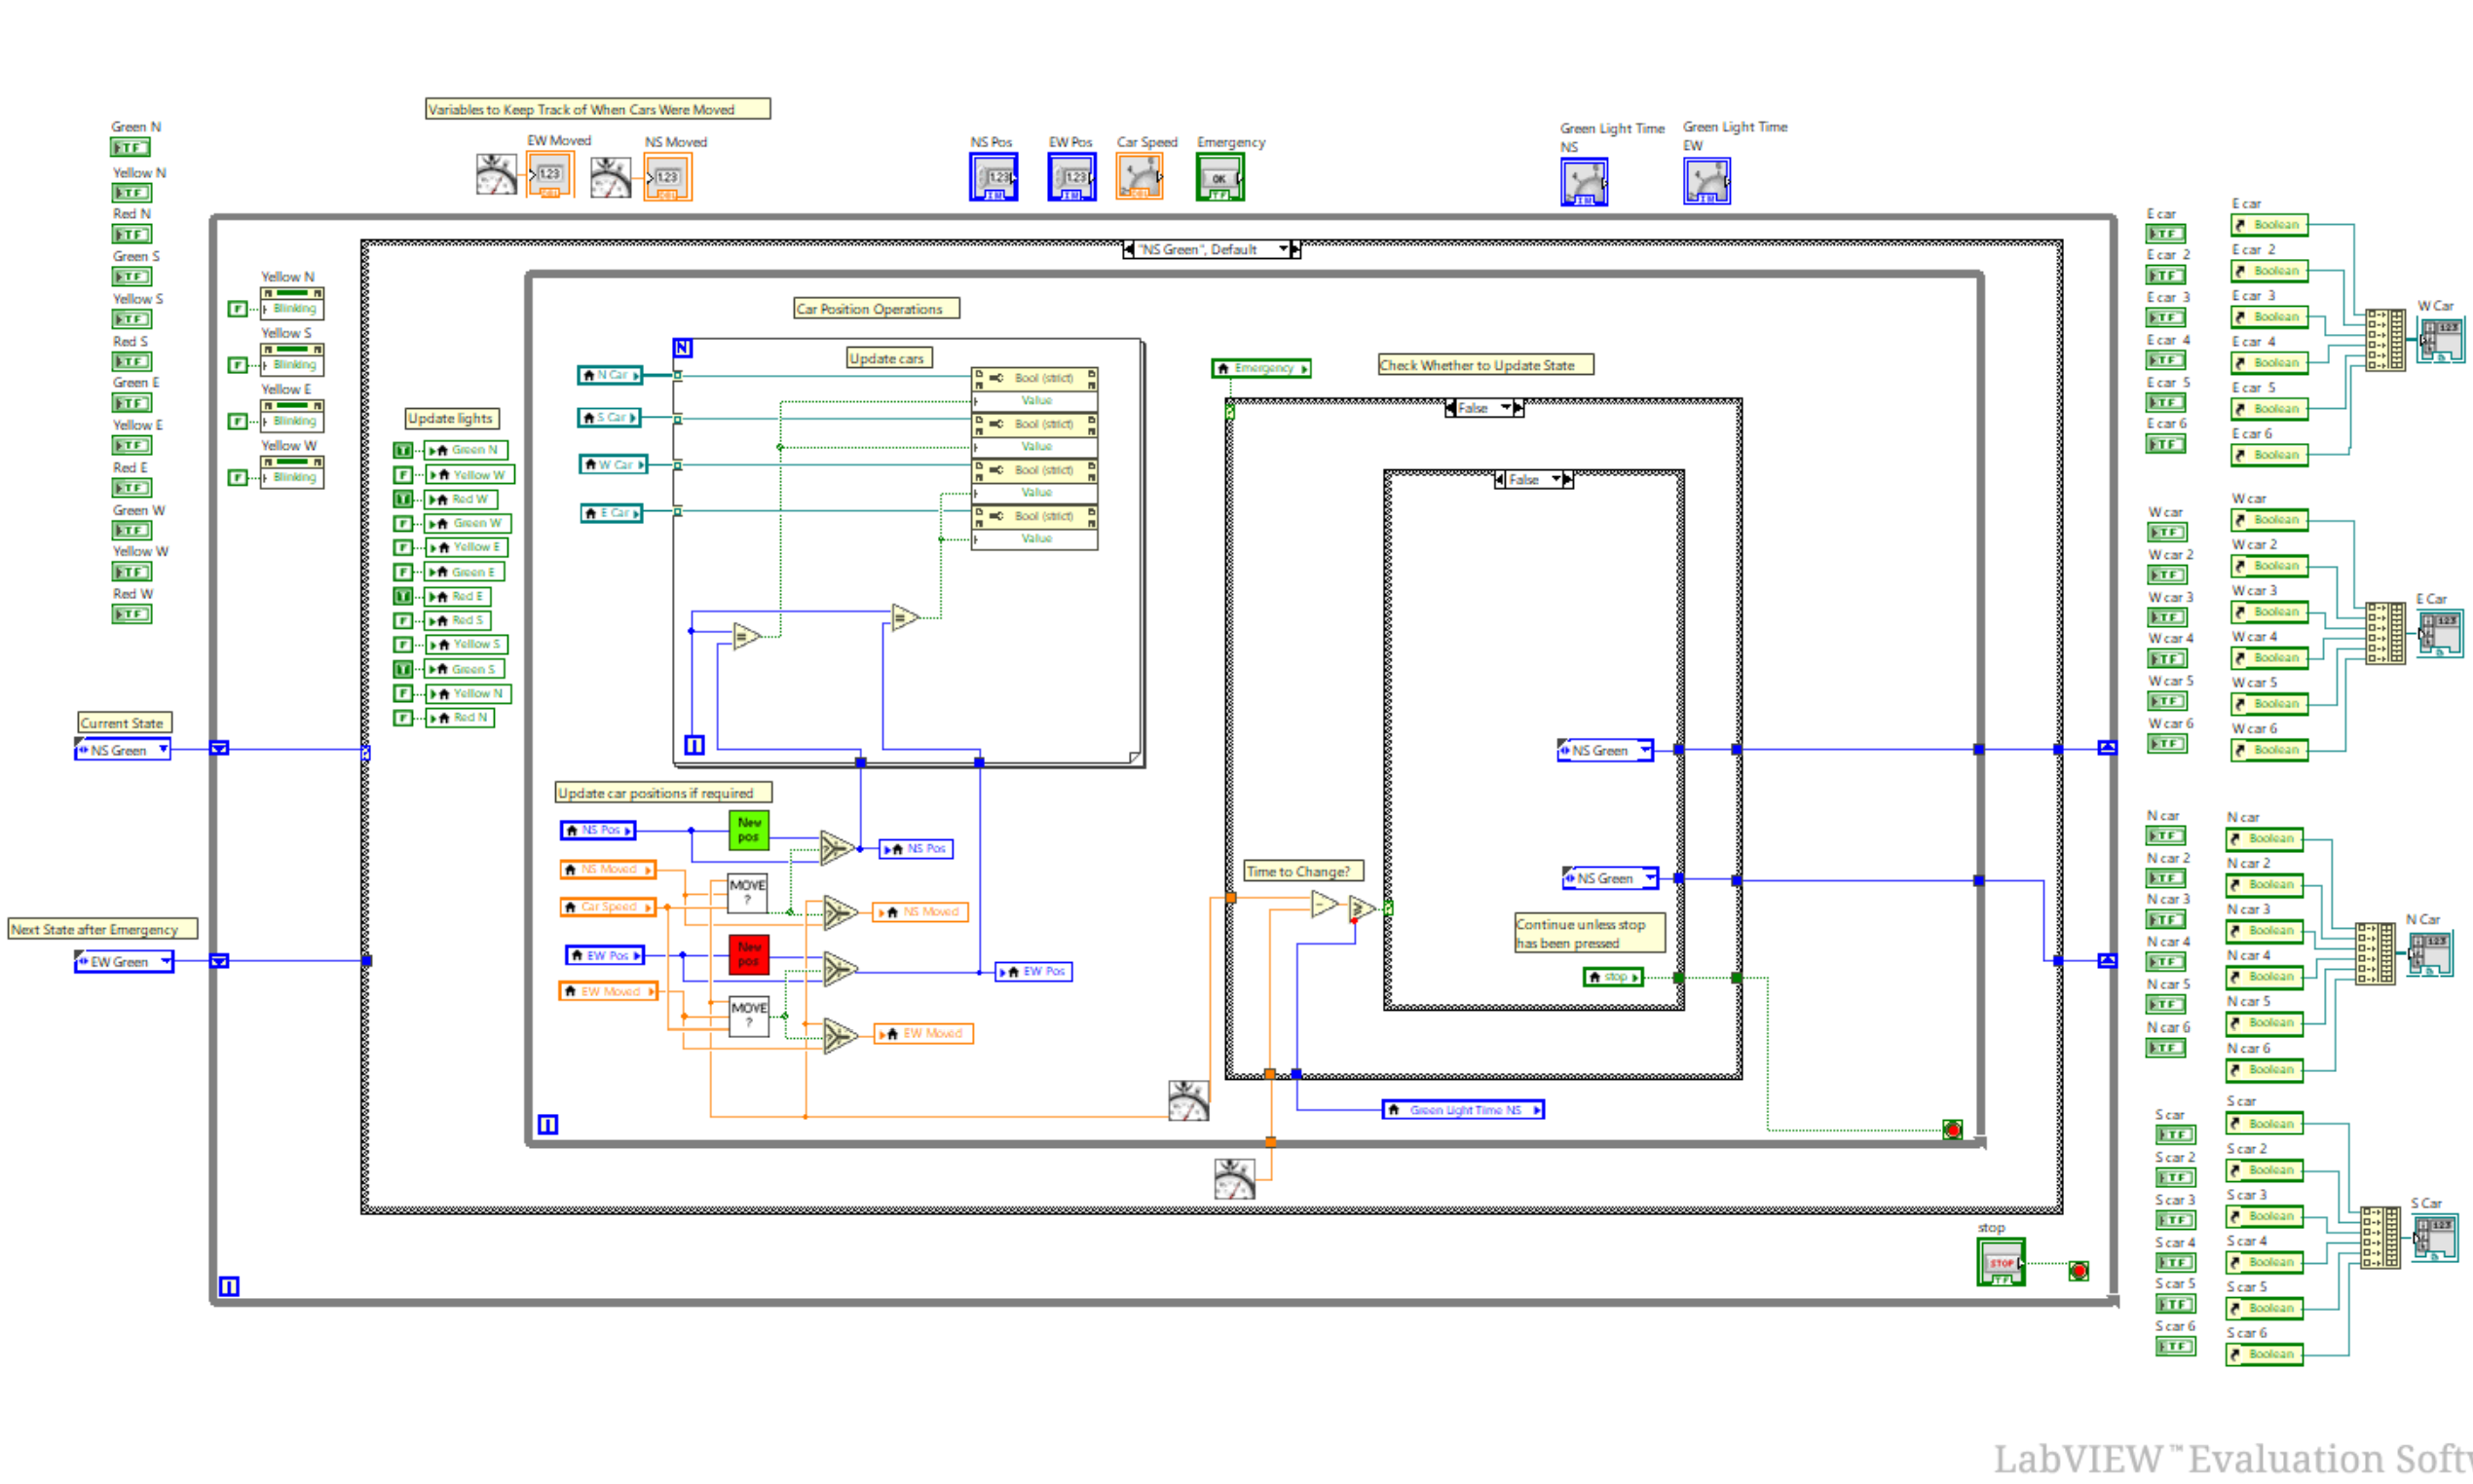 Variables to Keep Track of When Cars Were Moved
Green N
TF
Yellow N
TF
Red N
TF
Green S
TF
Yellow S
TF
Red S
TF
Green E
TF
Yellow E
TF
Red E
TF
Green W
TF
Yellow W
TF
Red W
TF
EW Moved
1.23
NS Moved
1.23
NS Pos
1.23
EW Pos
1.23
Car Speed
Emergency
OK
TF
Green Light Time
NS
Green Light Time
EW
"NS Green", Default
Yellow N
F
Blinking
Yellow S
F
Blinking
Yellow E
F
Blinking
Yellow W
F
Blinking
Update lights
T Green N
F Yellow W
T Red W
F Green W
F Yellow E
F Green E
T Red E
F Red S
F Yellow S
T Green S
F Yellow N
F Red N
Current State
NS Green
Next State after Emergency
EW Green
Car Position Operations
N
Update cars
N Car
S Car
W Car
E Car
Bool (strict)
Value
Bool (strict)
Value
Bool (strict)
Value
Bool (strict)
Value
i
Update car positions if required
NS Pos
New
pos
NS Pos
NS Moved
Car Speed
MOVE
?
NS Moved
EW Pos
New
pos
EW Pos
EW Moved
MOVE
?
EW Moved
i
Emergency
Check Whether to Update State
False
False
NS Green
Time to Change?
NS Green
Continue unless stop
has been pressed
stop
Green Light Time NS
stop
STOP
TF
i
E car
TF
E car 2
TF
E car 3
TF
E car 4
TF
E car 5
TF
E car 6
TF
E car
Boolean
E car 2
Boolean
E car 3
Boolean
E car 4
Boolean
E car 5
Boolean
E car 6
Boolean
W Car
123
W car
TF
W car 2
TF
W car 3
TF
W car 4
TF
W car 5
TF
W car 6
TF
W car
Boolean
W car 2
Boolean
W car 3
Boolean
W car 4
Boolean
W car 5
Boolean
W car 6
Boolean
E Car
123
N car
TF
N car 2
TF
N car 3
TF
N car 4
TF
N car 5
TF
N car 6
TF
N car
Boolean
N car 2
Boolean
N car 3
Boolean
N car 4
Boolean
N car 5
Boolean
N car 6
Boolean
N Car
123
S car
TF
S car 2
TF
S car 3
TF
S car 4
TF
S car 5
TF
S car 6
TF
S car
Boolean
S car 2
Boolean
S car 3
Boolean
S car 4
Boolean
S car 5
Boolean
S car 6
Boolean
S Car
123
LabVIEW™ Evaluation Softw